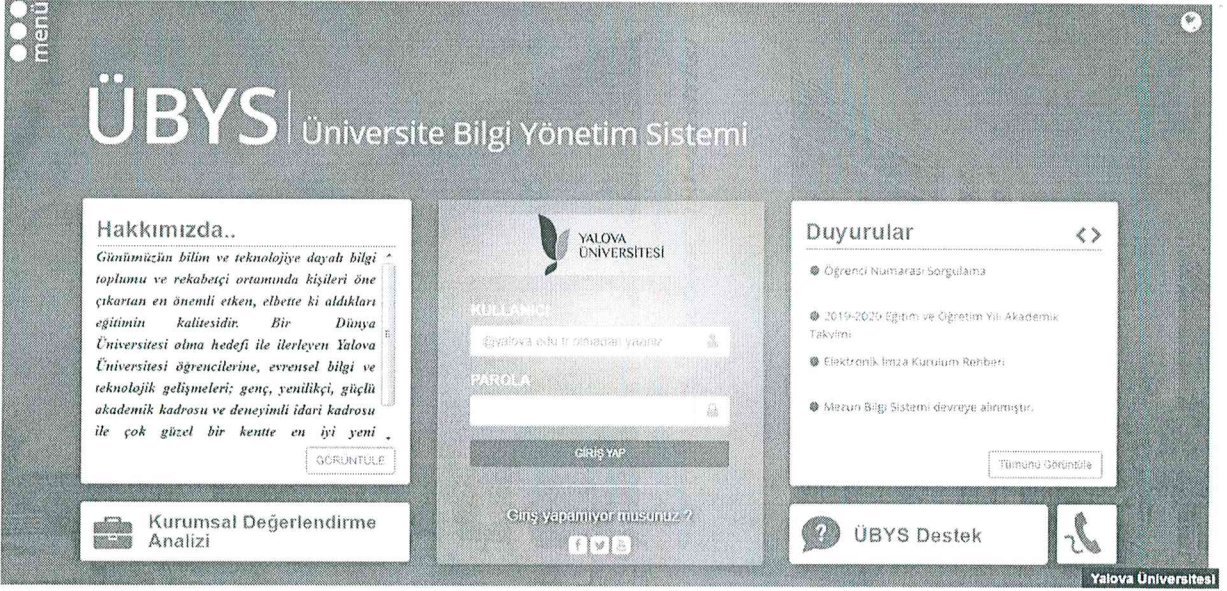 menü
ÜBYS
Üniversite Bilgi Yönetim Sistemi
Hakkımızda..
Günümüzün bilim ve teknolojiye dayalı bilgi
toplumu ve rekabetçi ortamında kişileri öne
çıkartan en önemli etken, elbette ki aldıkları
eğitimin kalitesidir. Bir Dünya
Üniversitesi olma hedefi ile ilerleyen Yalova
Üniversitesi öğrencilerine, evrensel bilgi ve
teknolojik gelişmeleri; genç, yenilikçi, güçlü
akademik kadrosu ve deneyimli idari kadrosu
ile çok güzel bir kentte en iyi yeni
GÖRÜNTÜLE
Kurumsal Değerlendirme
Analizi
YALOVA
ÜNİVERSİTESİ
KULLANICI
@yalova.edu.tr olmadan yazınız
PAROLA
GİRİŞ YAP
Giriş yapamıyor musunuz ?
Duyurular
Öğrenci Numarası Sorgulama
2019-2020 Eğitim ve Öğretim Yılı Akademik
Takvimi
Elektronik İmza Kurulum Rehberi
Mezun Bilgi Sistemi devreye alınmıştır.
Tümünü Görüntüle
ÜBYS Destek
Yalova Üniversitesi